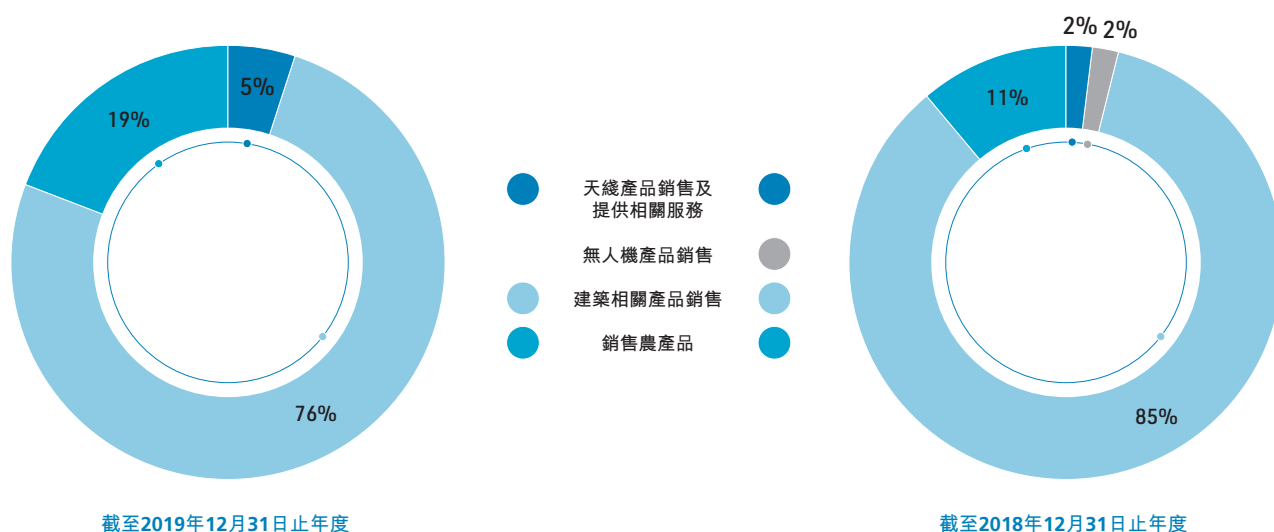 5%
19%
76%
截至2019年12月31日止年度
天綫產品銷售及
提供相關服務
無人機產品銷售
建築相關產品銷售
銷售農產品
2% 2%
11%
85%
截至2018年12月31日止年度